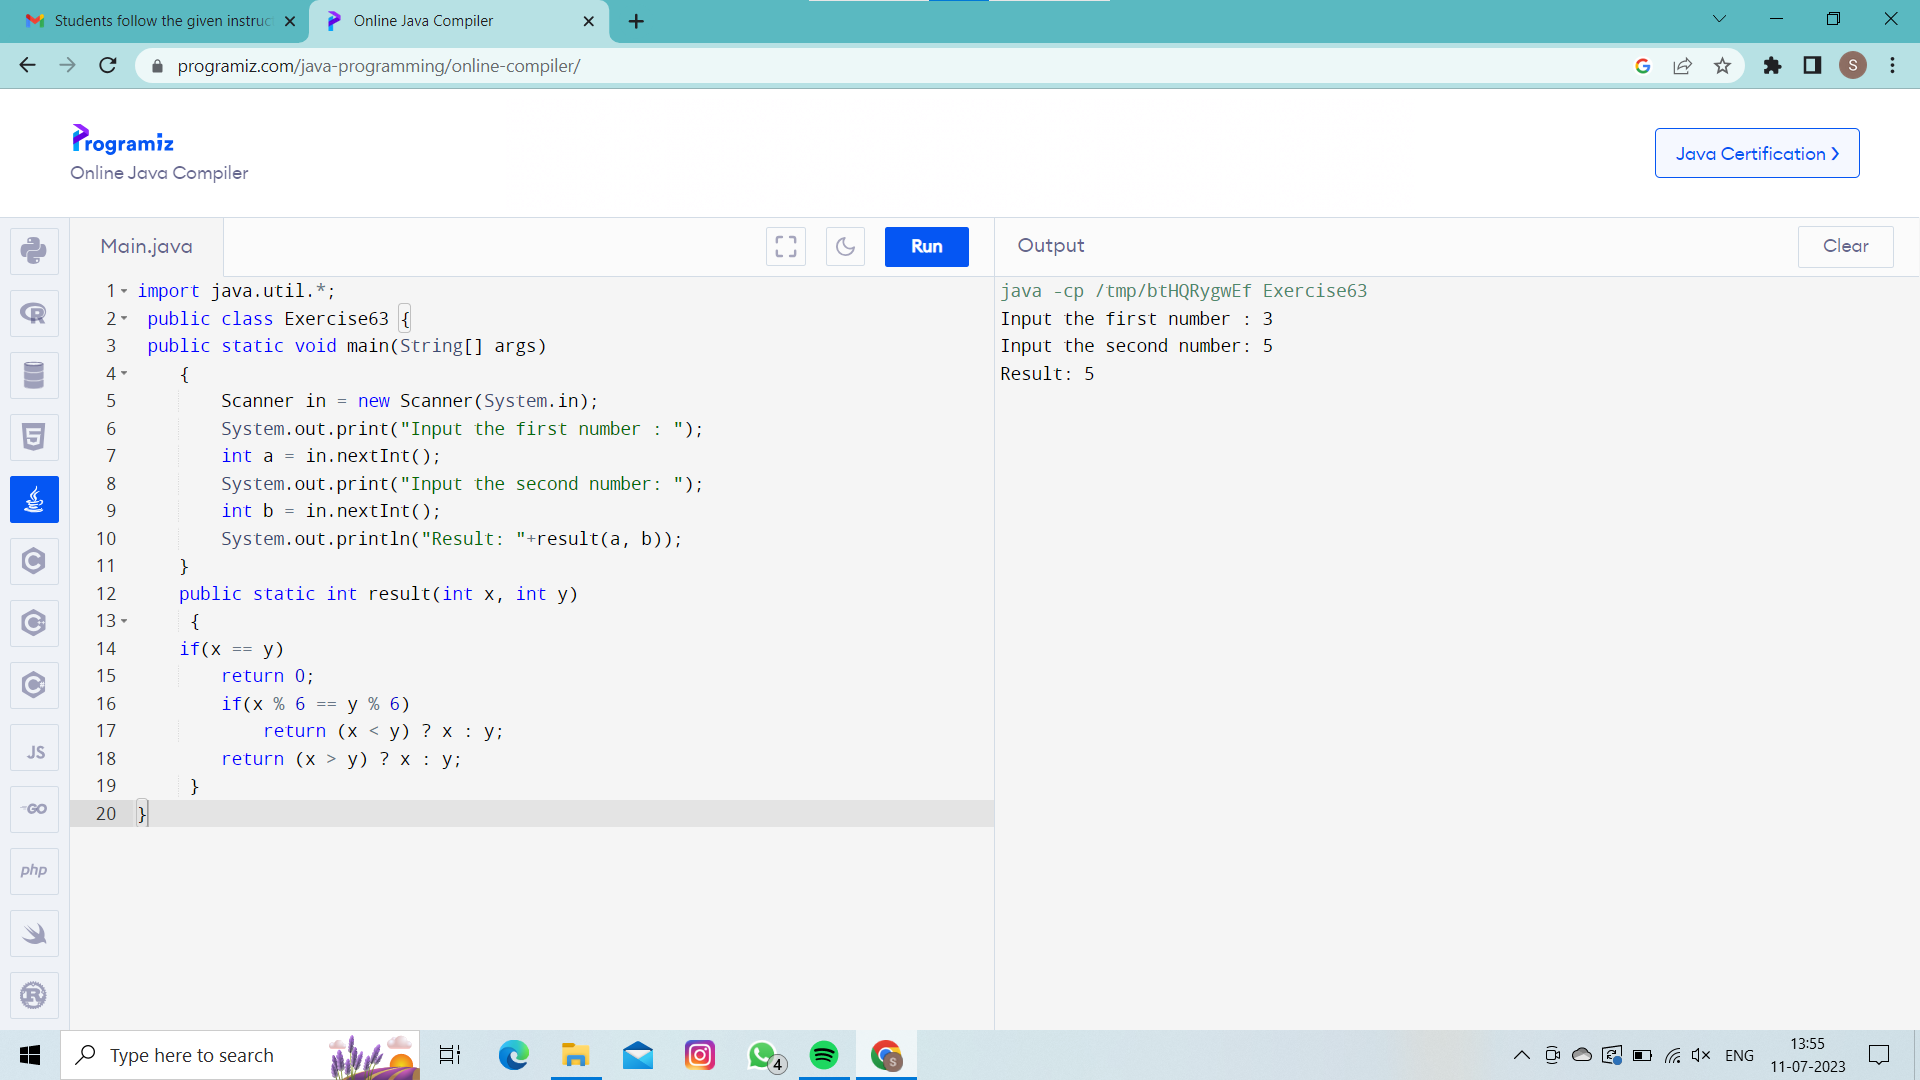 Students follow the given instruc
Online Java Compiler
programiz.com/java-programming/online-compiler/
S
Programiz
Online Java Compiler
Java Certification
Main.java
Run
Output
Clear
1 import java.util.*;
2 public class Exercise63 {
3 public static void main(String[] args)
4 {
5 Scanner in = new Scanner(System.in);
6 System.out.print("Input the first number : ");
7 int a = in.nextInt();
8 System.out.print("Input the second number: ");
9 int b = in.nextInt();
10 System.out.println("Result: "+result(a, b));
11 }
12 public static int result(int x, int y)
13 {
14 if(x == y)
15 return 0;
16 if(x % 6 == y % 6)
17 return (x < y) ? x : y;
18 return (x > y) ? x : y;
19 }
20 }
java -cp /tmp/btHQRygwEf Exercise63
Input the first number : 3
Input the second number: 5
Result: 5
R
5
C
C
C
JS
GO
php
R
Type here to search
4
S
ENG
13:55
11-07-2023